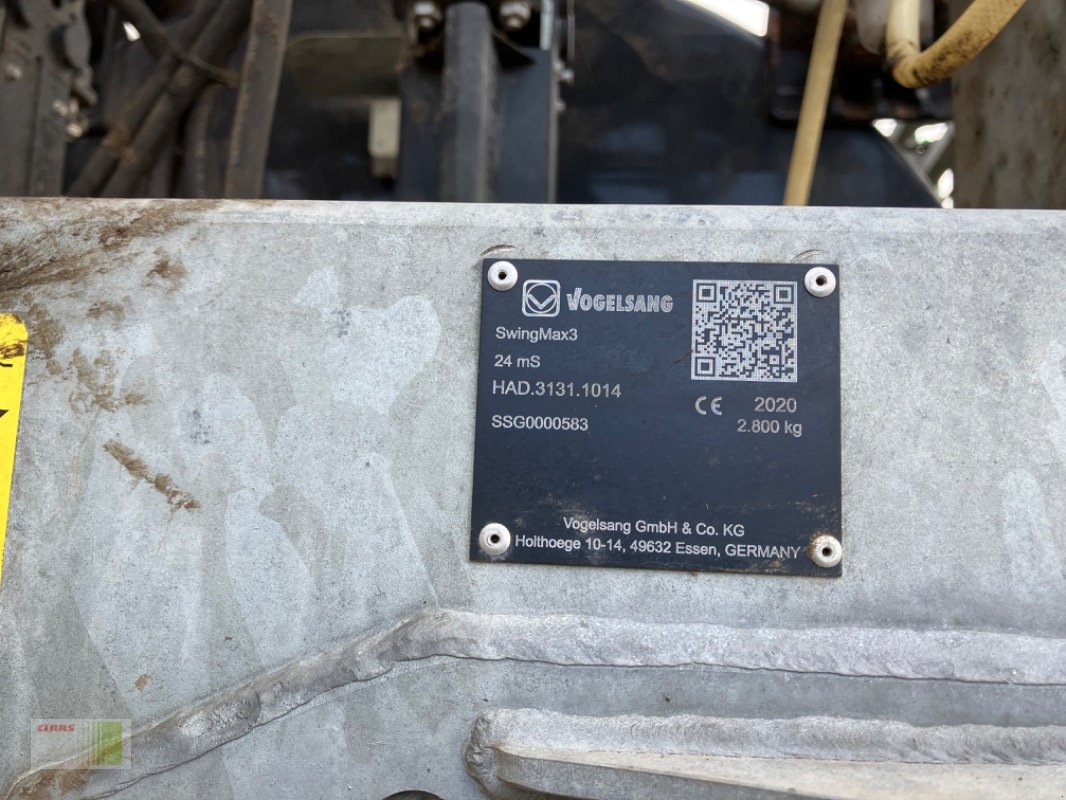 VOGELSANG
SwingMax3
24 mS
HAD.3131.1014
SSG0000583
CE 2020
2.800 kg
Vogelsang GmbH & Co. KG
Holthoege 10-14, 49632 Essen, GERMANY
CLAAS